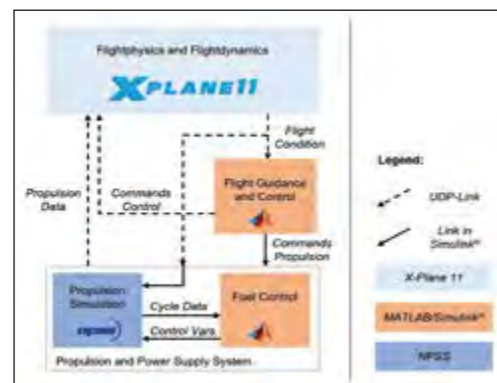 Flightphysics and Flightdynamics
XPLANE11
Flight
Condition
Propulsion
Data
Commands
Control
Flight Guidance
and Control
Commands
Propulsion
Propulsion
Simulation
Cycle Data
Control Vars.
Fuel Control
Propulsion and Power Supply System
Legend:
UDP-Link
Link in
Simulink®
X-Plane 11
MATLAB/Simulink®
NPSS